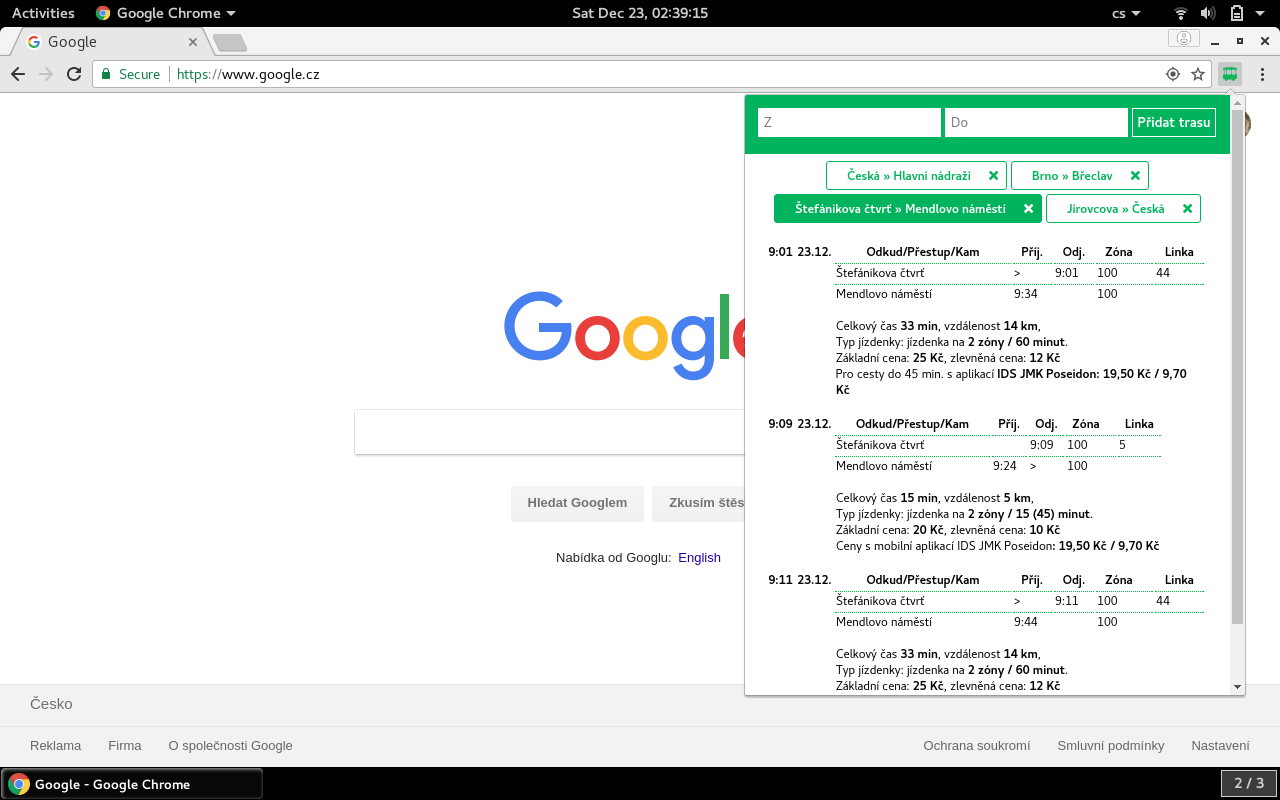 Activities Google Chrome Sat Dec 23, 02:39:15 cs
Google
Secure https://www.google.cz
Z Do Přidat trasu
Česká » Hlavní nádraží × Brno » Břeclav ×
Štefánikova čtvrť » Mendlovo náměstí × Jírovcova » Česká ×
9:01 23.12. Odkud/Přestup/Kam Příj. Odj. Zóna Linka
Štefánikova čtvrť > 9:01 100 44
Mendlovo náměstí 9:34 100
Celkový čas 33 min, vzdálenost 14 km,
Typ jízdenky: jízdenka na 2 zóny / 60 minut.
Základní cena: 25 Kč, zlevněná cena: 12 Kč
Pro cesty do 45 min. s aplikací IDS JMK Poseidon: 19,50 Kč / 9,70
Kč
9:09 23.12. Odkud/Přestup/Kam Příj. Odj. Zóna Linka
Štefánikova čtvrť 9:09 100 5
Mendlovo náměstí 9:24 > 100
Celkový čas 15 min, vzdálenost 5 km,
Typ jízdenky: jízdenka na 2 zóny / 15 (45) minut.
Základní cena: 20 Kč, zlevněná cena: 10 Kč
Ceny s mobilní aplikací IDS JMK Poseidon: 19,50 Kč / 9,70 Kč
9:11 23.12. Odkud/Přestup/Kam Příj. Odj. Zóna Linka
Štefánikova čtvrť > 9:11 100 44
Mendlovo náměstí 9:44 100
Celkový čas 33 min, vzdálenost 14 km,
Typ jízdenky: jízdenka na 2 zóny / 60 minut.
Základní cena: 25 Kč, zlevněná cena: 12 Kč
Google
Hledat Googlem Zkusím štěs
Nabídka od Googlu: English
Česko
Reklama Firma O společnosti Google Ochrana soukromí Smluvní podmínky Nastavení
Google - Google Chrome 2 / 3